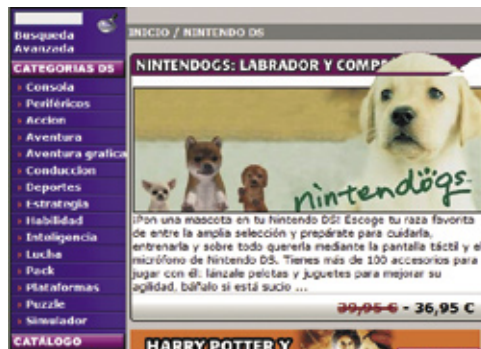 Busqueda
Avanzada
CATEGORIAS DS
Consola
Periféricos
Accion
Aventura
Aventura grafica
Conduccion
Deportes
Estrategia
Habilidad
Inteligencia
Lucha
Pack
Plataformas
Puzzle
Simulador
CATÁLOGO
INICIO / NINTENDO DS
NINTENDOGS: LABRADOR Y COMP
nintendogs
¡Pon una mascota en tu Nintendo DS! Escoge tu raza favorita
de entre la amplia selección y prepárate para cuidarla,
entrenarla y sobre todo quererla mediante la pantalla táctil y el
micrófono de Nintendo DS. Tienes más de 100 accesorios para
jugar con él: lánzale pelotas y juguetes para mejorar su
agilidad, báñalo si está sucio ...
39,95 € - 36,95 €
HARRY POTTER Y